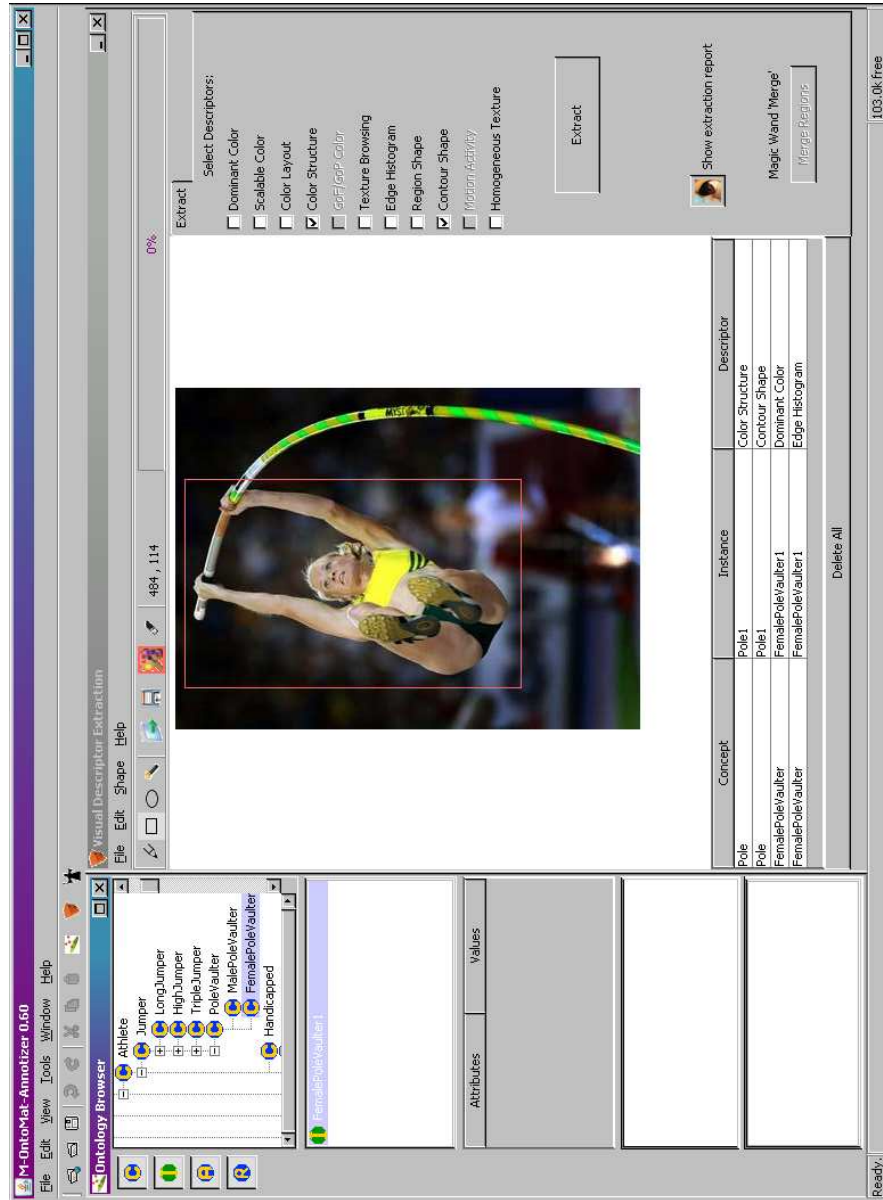 M-OntoMat-Annotizer 0.60
File Edit View Tools Window Help
Ontology Browser
Athlete
Jumper
LongJumper
HighJumper
TripleJumper
PoleVaulter
MalePoleVaulter
FemalePoleVaulter
Handicapped
FemalePoleVaulter1
Attributes Values
Visual Descriptor Extraction
File Edit Shape Help
484 , 114
0%
Extract
Select Descriptors:
Dominant Color
Scalable Color
Color Layout
Color Structure
GoF/GoP Color
Texture Browsing
Edge Histogram
Region Shape
Contour Shape
Motion Activity
Homogeneous Texture
Extract
Show extraction report
Magic Wand 'Merge'
Merge Regions
Concept Instance Descriptor
Pole Pole1 Color Structure
Pole Pole1 Contour Shape
FemalePoleVaulter FemalePoleVaulter1 Dominant Color
FemalePoleVaulter FemalePoleVaulter1 Edge Histogram
Delete All
Ready. 103.0k free